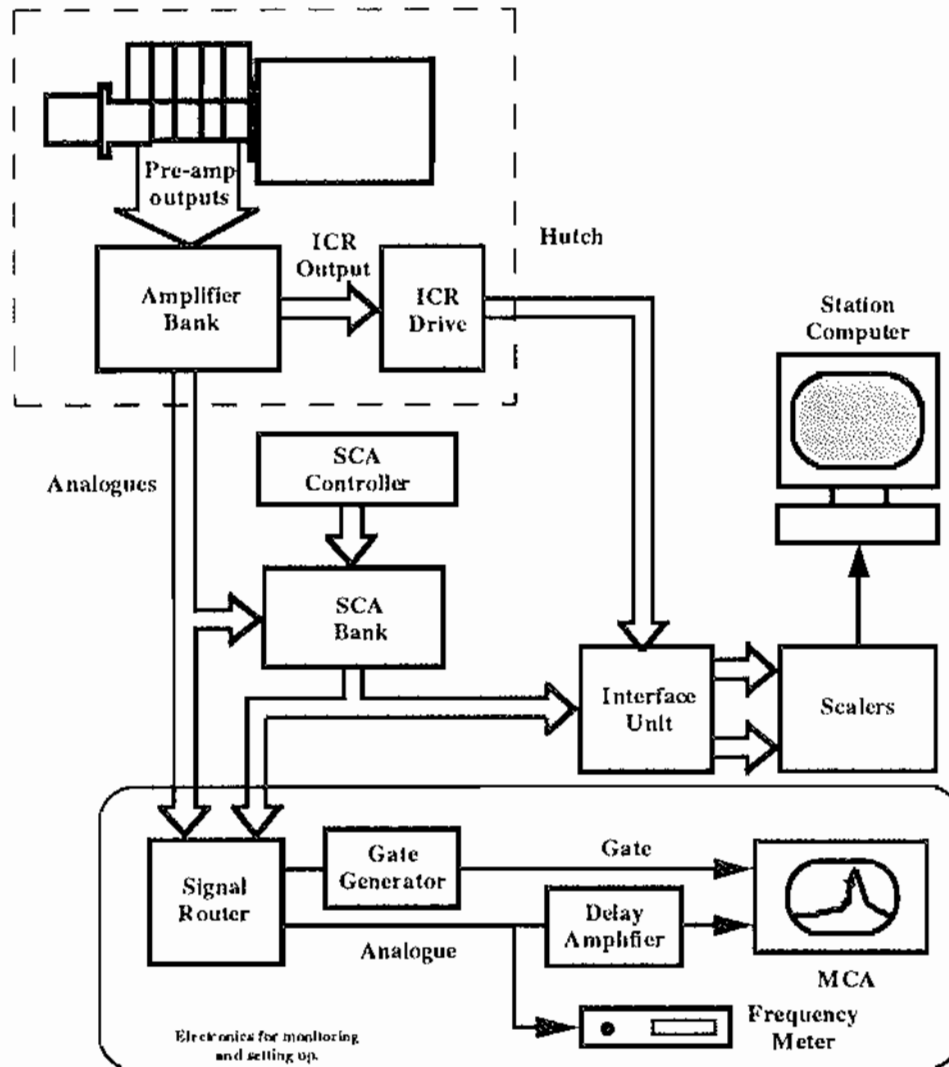 Pre-amp
outputs
Hutch
ICR
Output
Amplifier
Bank
ICR
Drive
Station
Computer
Analogues
SCA
Controller
SCA
Bank
Interface
Unit
Scalers
Signal
Router
Gate
Generator
Gate
Delay
Amplifier
Analogue
MCA
Frequency
Meter
Electronics for monitoring
and setting up.